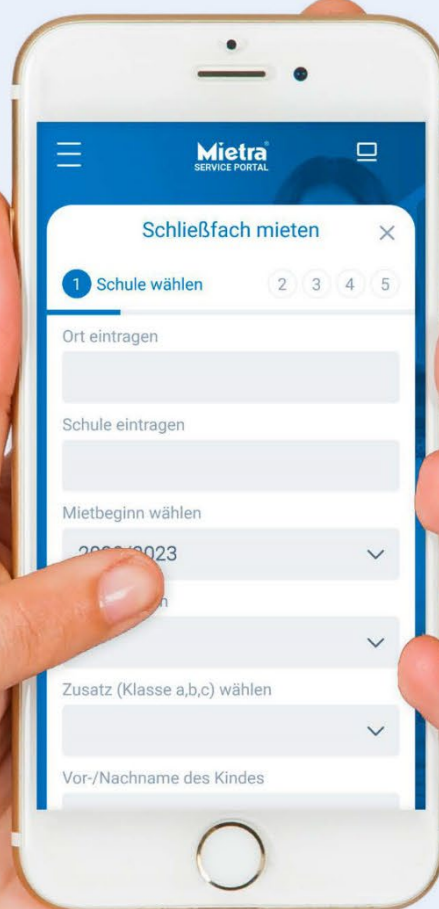 Mietra
SERVICE PORTAL
Schließfach mieten
1 Schule wählen 2 3 4 5
Ort eintragen
Schule eintragen
Mietbeginn wählen
Zusatz (Klasse a,b,c) wählen
Vor-/Nachname des Kindes